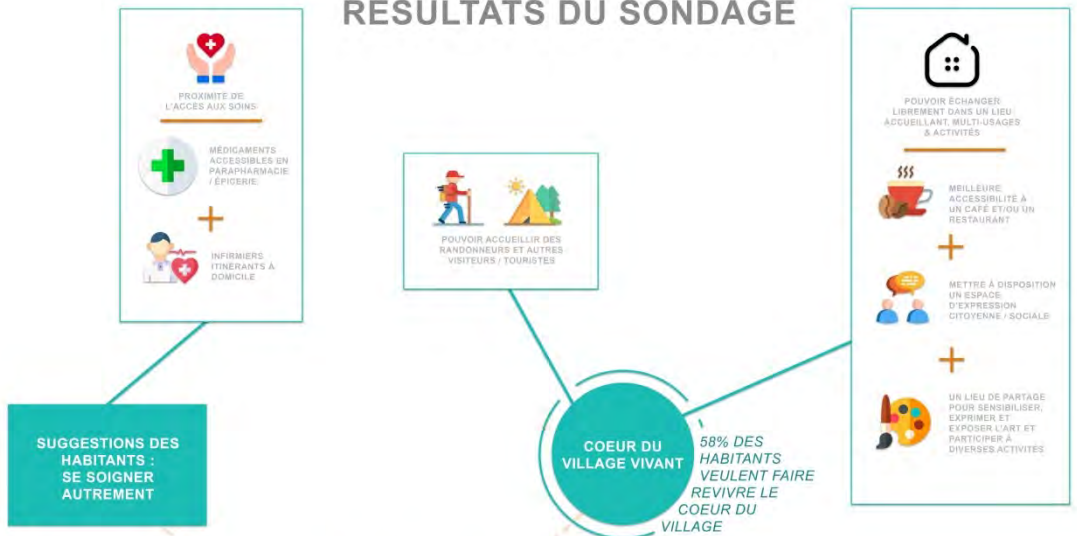 RESULTATS DU SONDAGE
PROXIMITÉ DE
L'ACCÈS AUX SOINS
MÉDICAMENTS
ACCESSIBLES EN
PARAPHARMACIE
/ ÉPICERIE
INFIRMIERS
ITINÉRANTS À
DOMICILE
SUGGESTIONS DES
HABITANTS :
SE SOIGNER
AUTREMENT
POUVOIR ACCUEILLIR DES
RANDONNEURS ET AUTRES
VISITEURS / TOURISTES
COEUR DU
VILLAGE VIVANT
58% DES
HABITANTS
VEULENT FAIRE
REVIVRE LE
COEUR DU
VILLAGE
POUVOIR ÉCHANGER
LIBREMENT DANS UN LIEU
ACCUEILLANT, MULTI-USAGES
& ACTIVITÉS
MEILLEURE
ACCESSIBILITÉ À
UN CAFÉ ET/OU UN
RESTAURANT
METTRE À DISPOSITION
UN ESPACE
D'EXPRESSION
CITOYENNE / SOCIALE
UN LIEU DE PARTAGE
POUR SENSIBILISER,
EXPRIMER ET
EXPOSER L'ART ET
PARTICIPER À
DIVERSES ACTIVITÉS